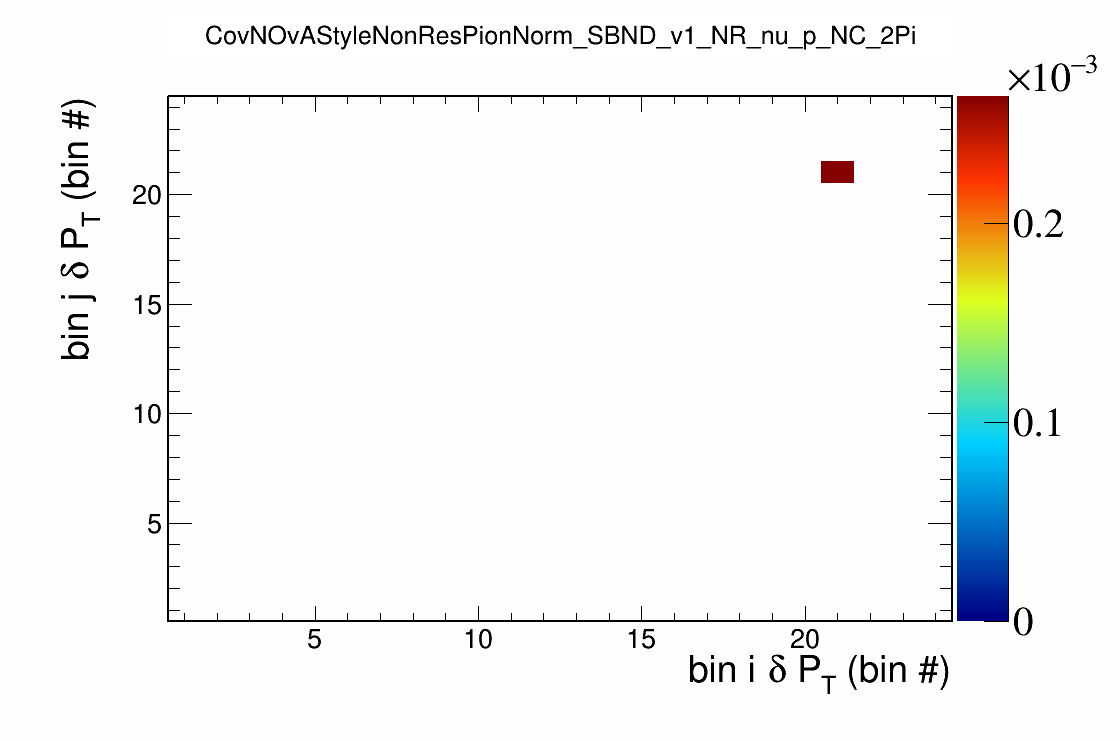 CovNOvAStyleNonResPionNorm_SBND_v1_NR_nu_p_NC_2Pi
×10⁻³
bin j δ P_T (bin #)
20
15
10
5
0.2
0.1
0
5 10 15 20
bin i δ P_T (bin #)